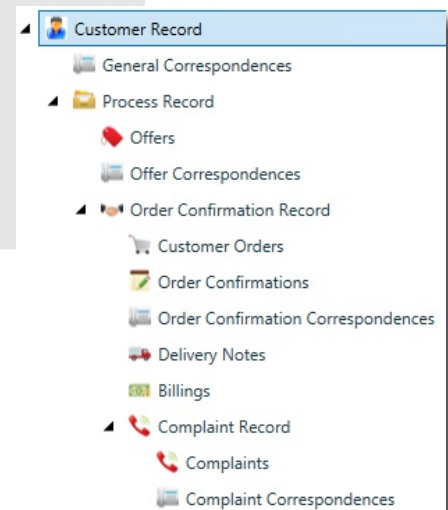 Customer Record
General Correspondences
Process Record
Offers
Offer Correspondences
Order Confirmation Record
Customer Orders
Order Confirmations
Order Confirmation Correspondences
Delivery Notes
Billings
Complaint Record
Complaints
Complaint Correspondences